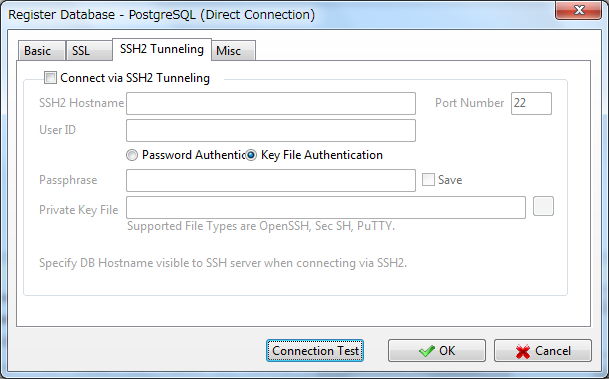 Register Database - PostgreSQL (Direct Connection)
Basic SSL SSH2 Tunneling Misc
Connect via SSH2 Tunneling
SSH2 Hostname Port Number 22
User ID
Password Authentic Key File Authentication
Passphrase Save
Private Key File
Supported File Types are OpenSSH, Sec SH, PuTTY.
Specify DB Hostname visible to SSH server when connecting via SSH2.
Connection Test OK Cancel